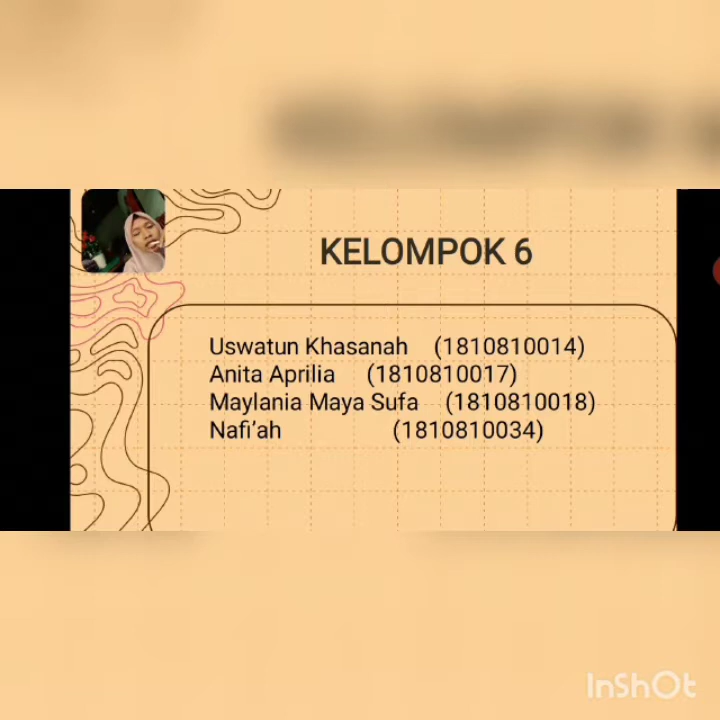 KELOMPOK 6
Uswatun Khasanah (1810810014)
Anita Aprilia (1810810017)
Maylania Maya Sufa (1810810018)
Nafi’ah (1810810034)
InShOt